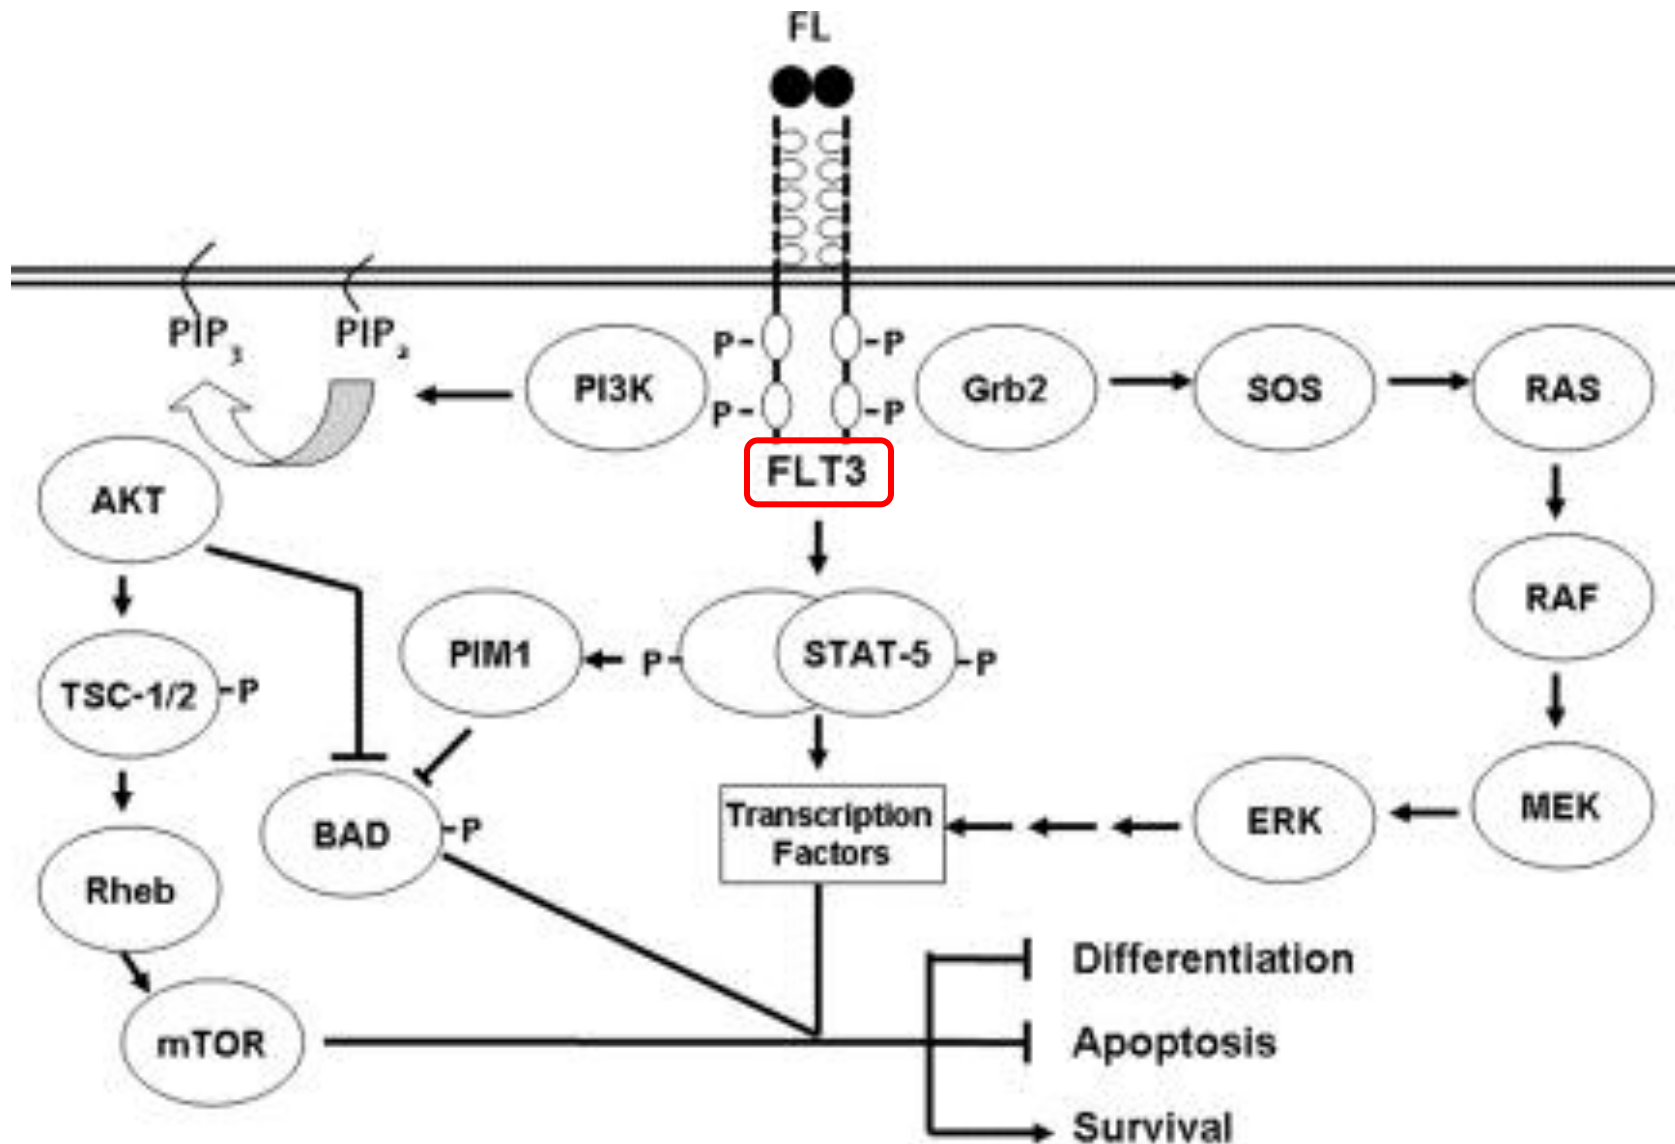 FL
PIP3
PIP2
PI3K
P
P
P
P
Grb2
SOS
RAS
FLT3
AKT
RAF
PIM1
P
STAT-5
P
TSC-1/2
P
BAD
P
Transcription
Factors
ERK
MEK
Rheb
mTOR
Differentiation
Apoptosis
Survival